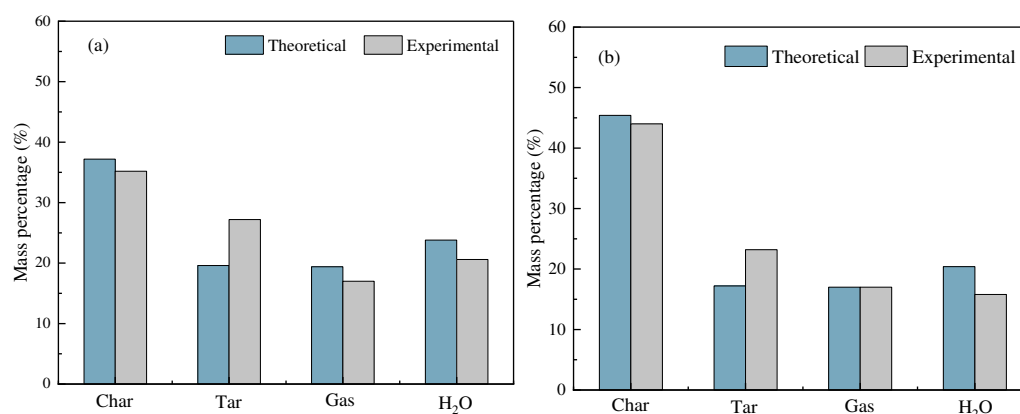 (a)
Theoretical
Experimental
Mass percentage (%)
60
50
40
30
20
10
0
Char
Tar
Gas
H₂O
(b)
Theoretical
Experimental
Mass percentage (%)
60
50
40
30
20
10
0
Char
Tar
Gas
H₂O